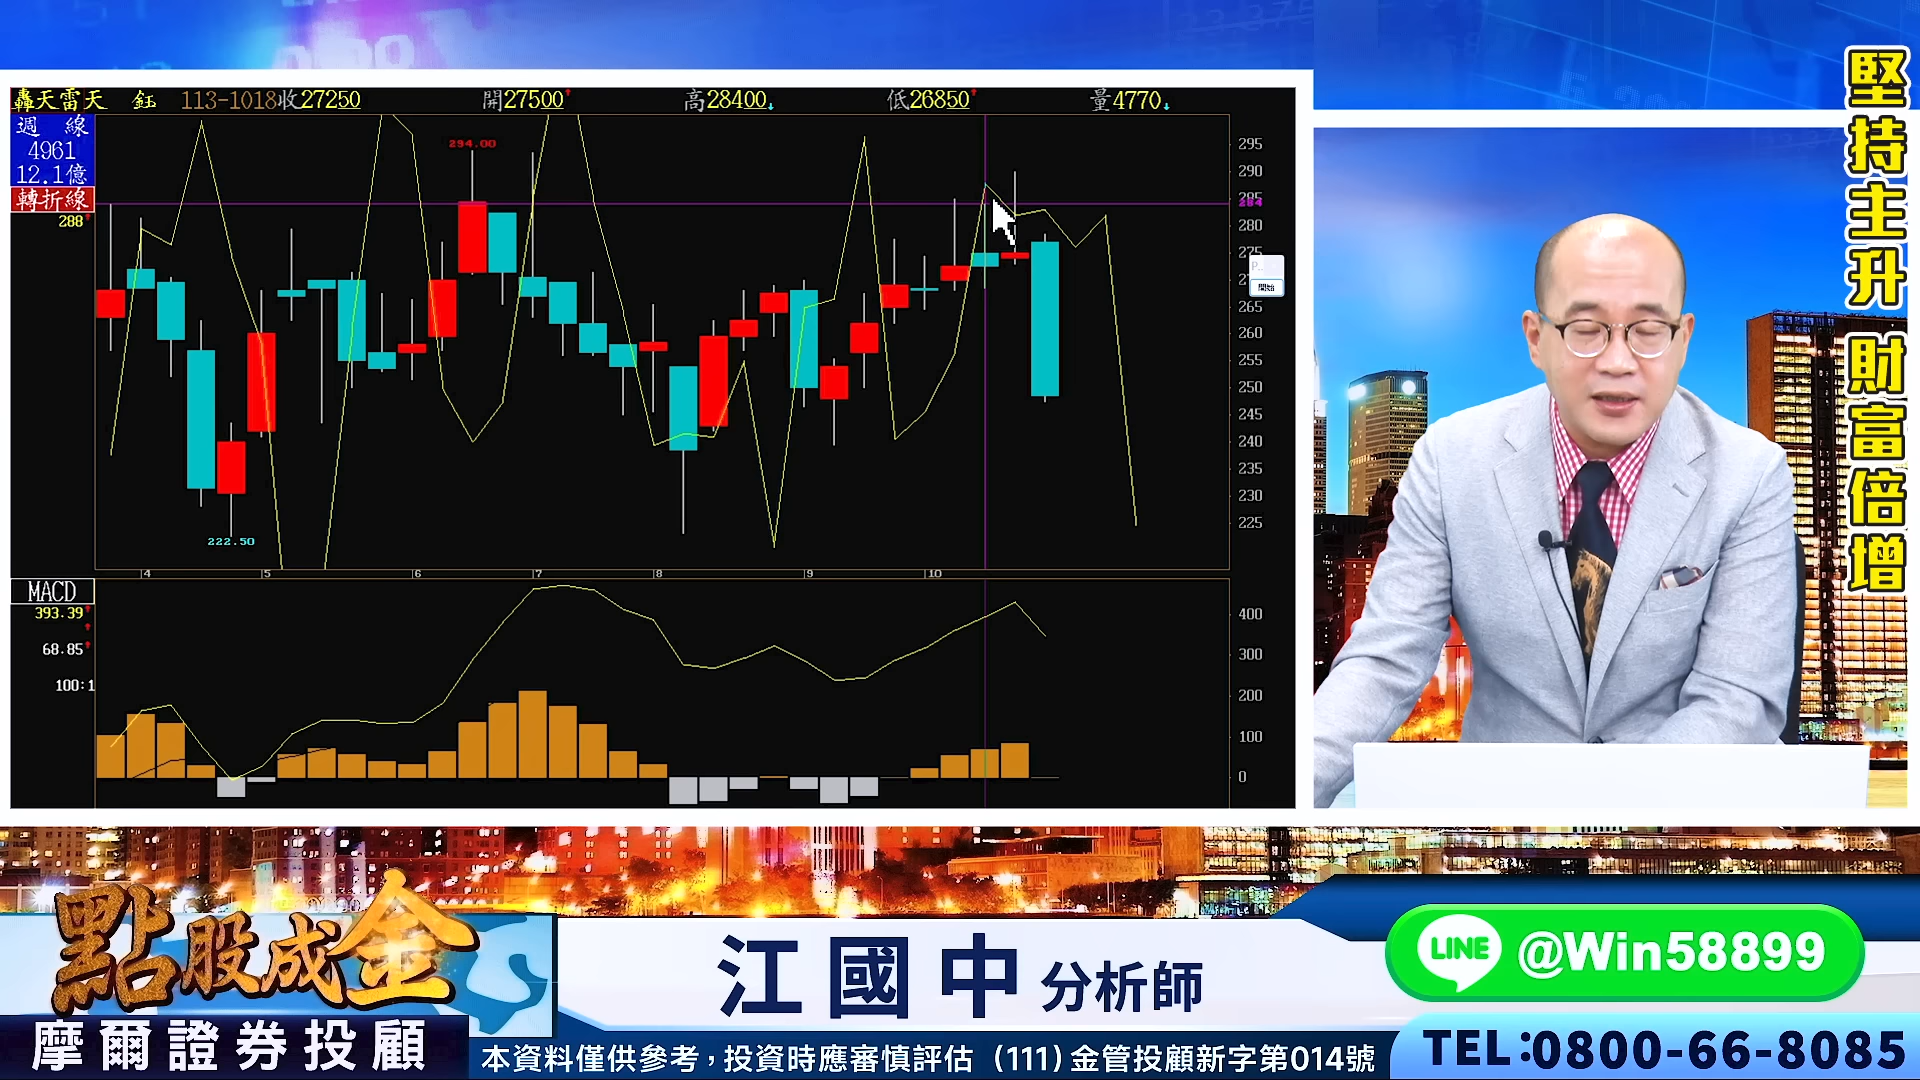 轟天雷天 鈺 113-1018收27250 開27500 高28400 低26850 量4770
週 線
4961
12.1億
轉折線
288
294.00
222.50
295
290
285
284
280
275
265
260
255
250
245
240
235
230
225
開始
4 5 6 7 8 9 10
MACD
393.39
68.85
100:1
400
300
200
100
0
堅持主升 財富倍增
點股成金
摩爾證券投顧
江國中 分析師
本資料僅供參考，投資時應審慎評估 (111) 金管投顧新字第014號
LINE @Win58899
TEL:0800-66-8085